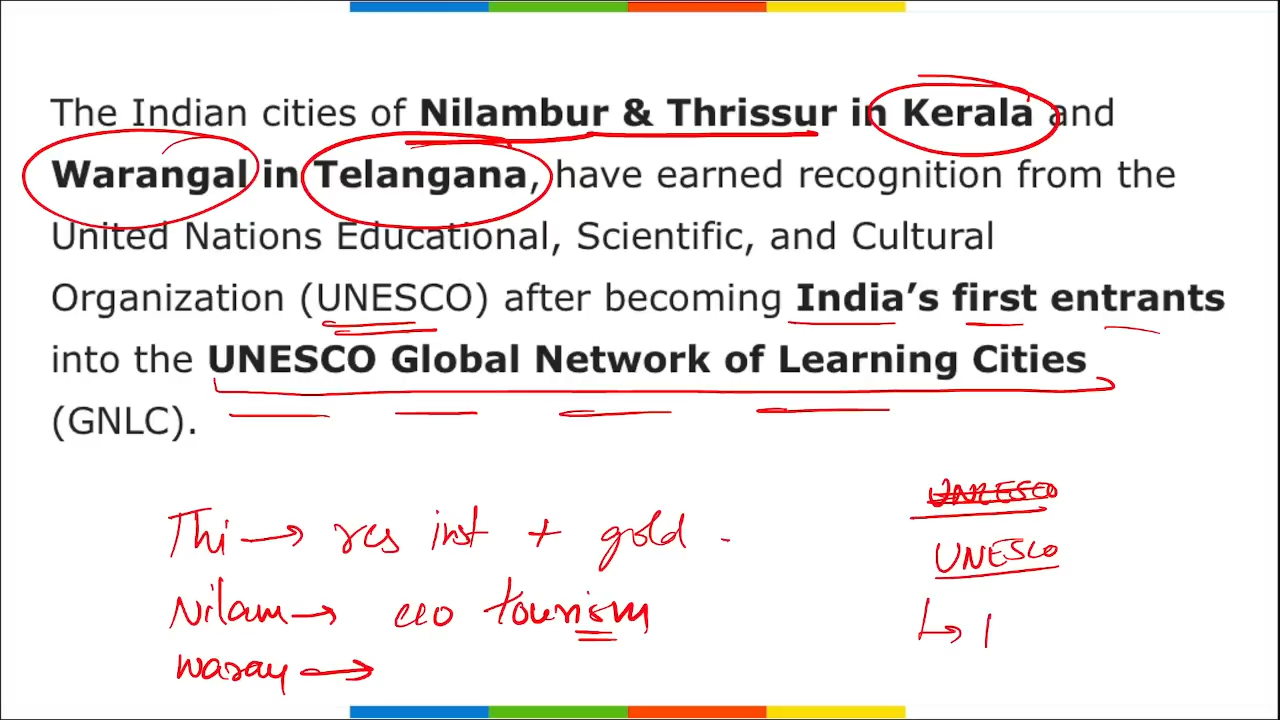 The Indian cities of Nilambur & Thrissur in Kerala and
Warangal in Telangana, have earned recognition from the
United Nations Educational, Scientific, and Cultural
Organization (UNESCO) after becoming India’s first entrants
into the UNESCO Global Network of Learning Cities
(GNLC).
UNESCO
Thi → res inst + gold
UNESCO
Nilam → eco tourism
↳ 1
Waran →